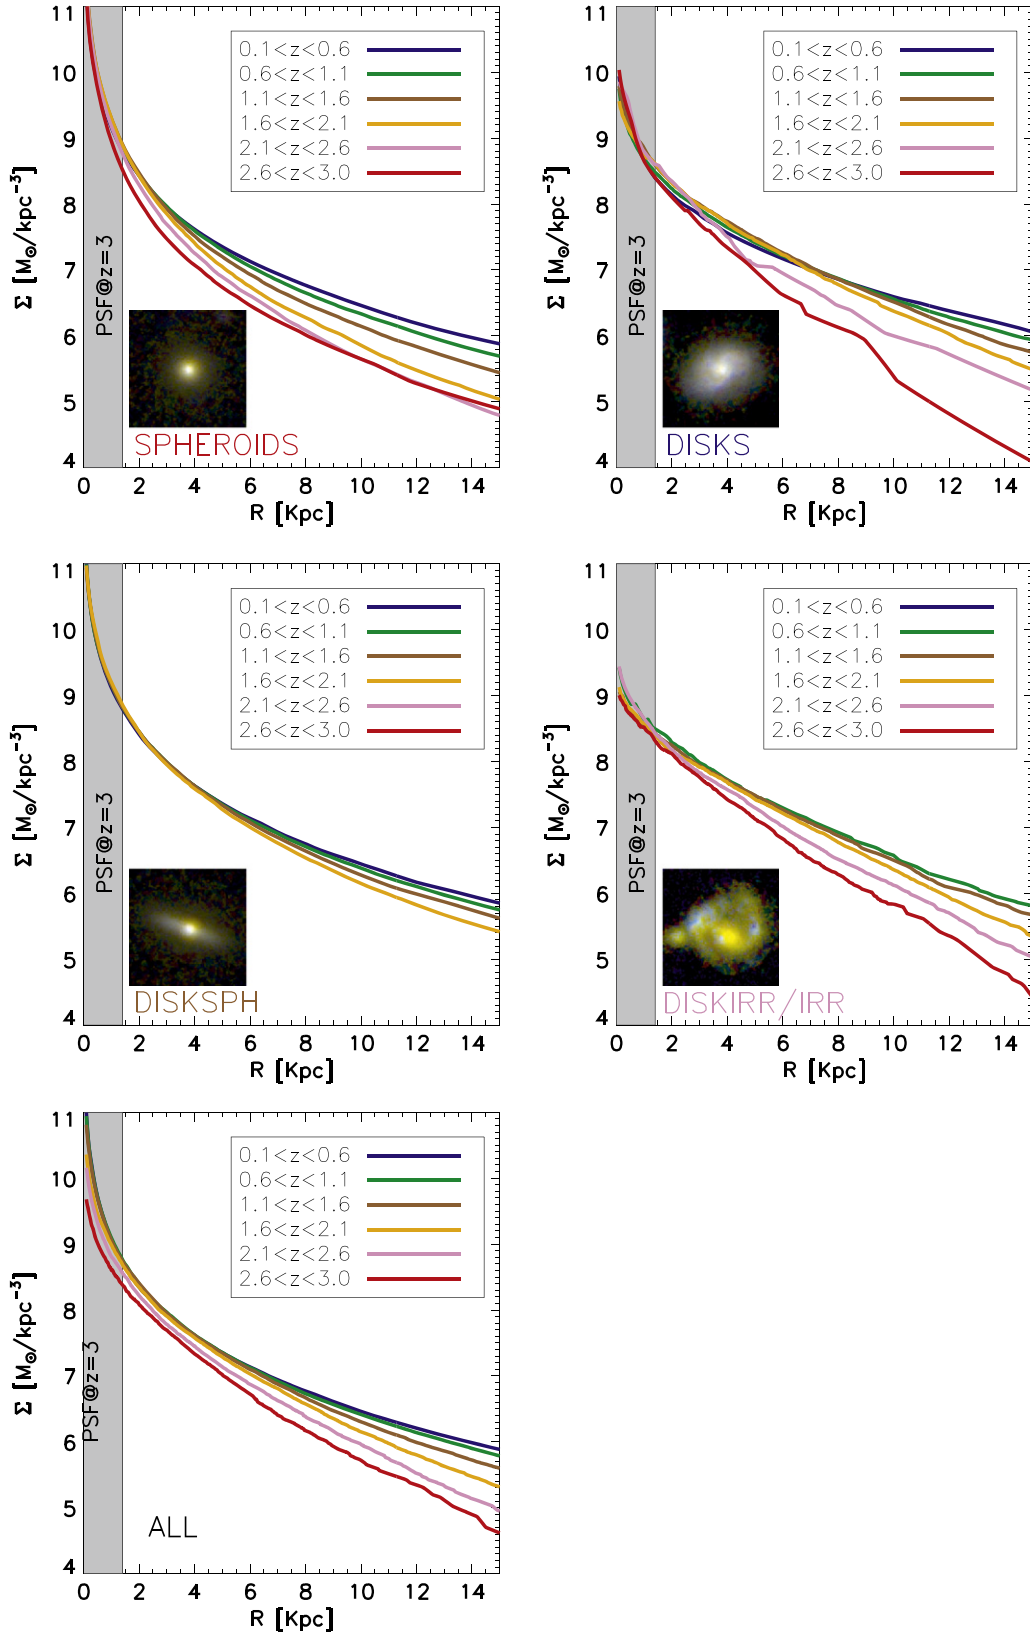 11
10
9
8
7
6
5
4
Σ [M⊙/kpc⁻³]
PSF@z=3
0.1<z<0.6
0.6<z<1.1
1.1<z<1.6
1.6<z<2.1
2.1<z<2.6
2.6<z<3.0
SPHEROIDS
0 2 4 6 8 10 12 14
R [Kpc]
11
10
9
8
7
6
5
4
Σ [M⊙/kpc⁻³]
PSF@z=3
0.1<z<0.6
0.6<z<1.1
1.1<z<1.6
1.6<z<2.1
2.1<z<2.6
2.6<z<3.0
DISKS
0 2 4 6 8 10 12 14
R [Kpc]
11
10
9
8
7
6
5
4
Σ [M⊙/kpc⁻³]
PSF@z=3
0.1<z<0.6
0.6<z<1.1
1.1<z<1.6
1.6<z<2.1
2.1<z<2.6
2.6<z<3.0
DISKSPH
0 2 4 6 8 10 12 14
R [Kpc]
11
10
9
8
7
6
5
4
Σ [M⊙/kpc⁻³]
PSF@z=3
0.1<z<0.6
0.6<z<1.1
1.1<z<1.6
1.6<z<2.1
2.1<z<2.6
2.6<z<3.0
DISKIRR/IRR
0 2 4 6 8 10 12 14
R [Kpc]
11
10
9
8
7
6
5
4
Σ [M⊙/kpc⁻³]
PSF@z=3
0.1<z<0.6
0.6<z<1.1
1.1<z<1.6
1.6<z<2.1
2.1<z<2.6
2.6<z<3.0
ALL
0 2 4 6 8 10 12 14
R [Kpc]